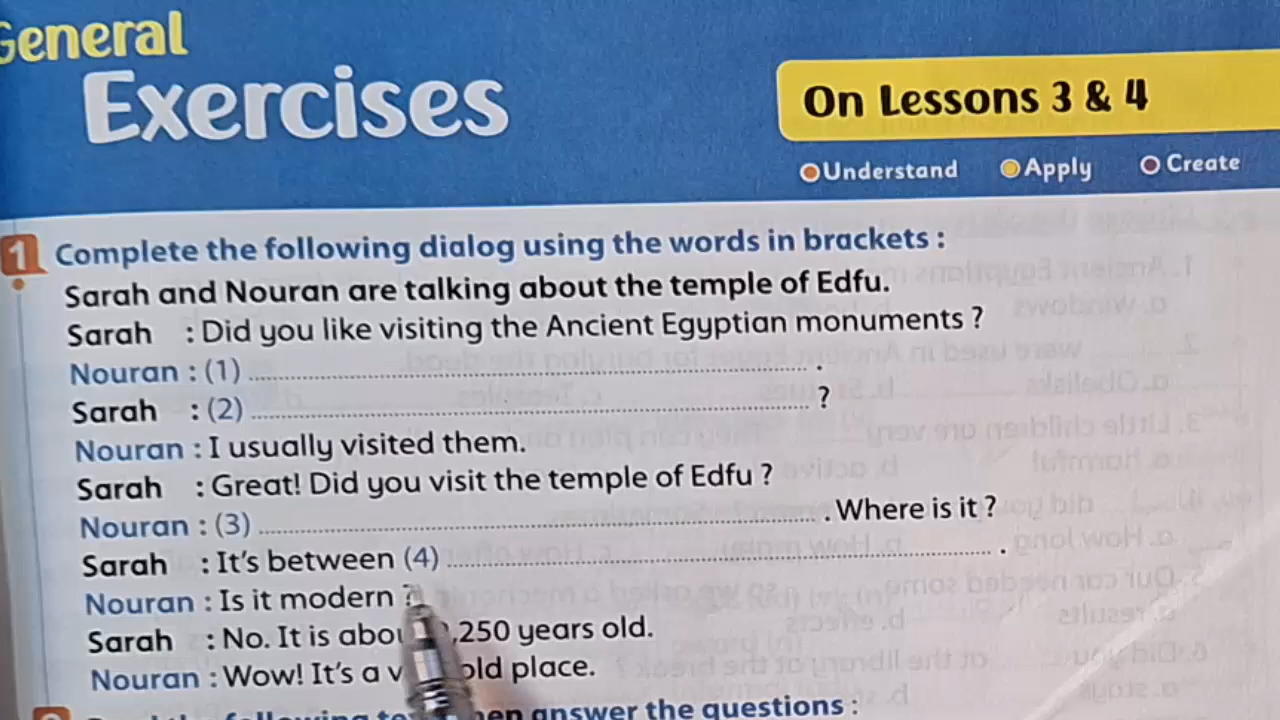 General
Exercises
On Lessons 3 & 4
Understand Apply Create
1 Complete the following dialog using the words in brackets :
Sarah and Nouran are talking about the temple of Edfu.
Sarah : Did you like visiting the Ancient Egyptian monuments ?
Nouran : (1) .
Sarah : (2) ?
Nouran : I usually visited them.
Sarah : Great! Did you visit the temple of Edfu ?
Nouran : (3) . Where is it ?
Sarah : It's between (4) .
Nouran : Is it modern ?
Sarah : No. It is ,250 years old.
Nouran : Wow! It's a old place.
answer the questions :